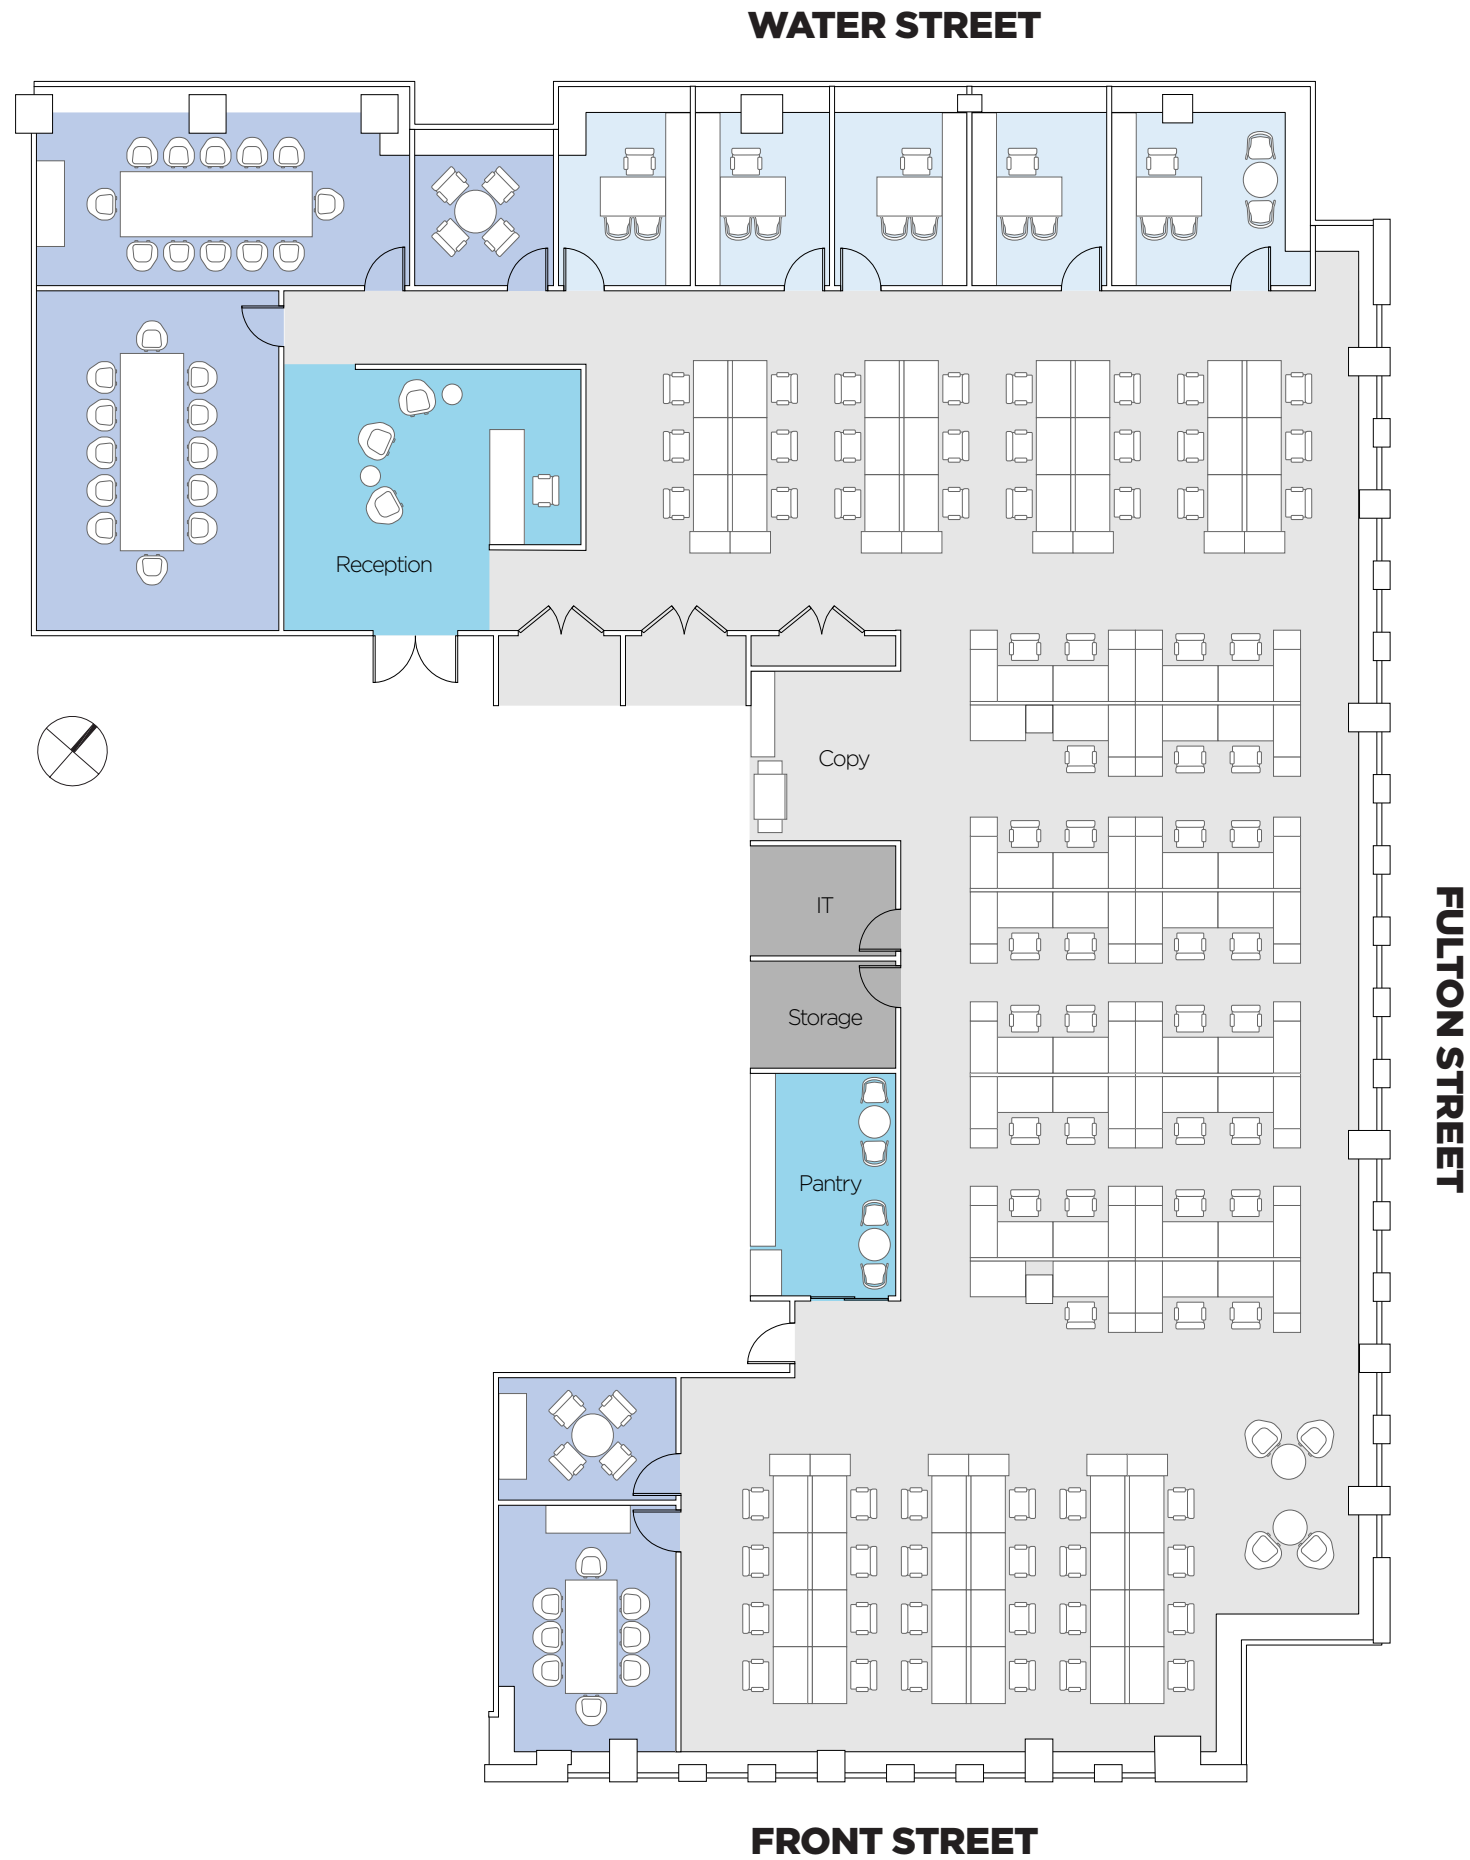 WATER STREET
Reception
Copy
IT
FULTON STREET
Storage
Pantry
FRONT STREET